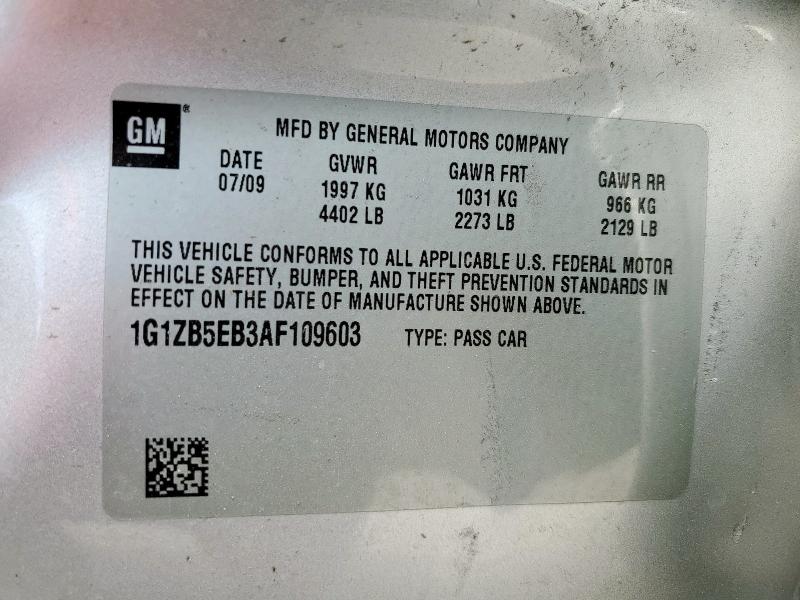 GM®
MFD BY GENERAL MOTORS COMPANY
DATE GVWR GAWR FRT GAWR RR
07/09 1997 KG 1031 KG 966 KG
4402 LB 2273 LB 2129 LB
THIS VEHICLE CONFORMS TO ALL APPLICABLE U.S. FEDERAL MOTOR
VEHICLE SAFETY, BUMPER, AND THEFT PREVENTION STANDARDS IN
EFFECT ON THE DATE OF MANUFACTURE SHOWN ABOVE.
1G1ZB5EB3AF109603 TYPE: PASS CAR